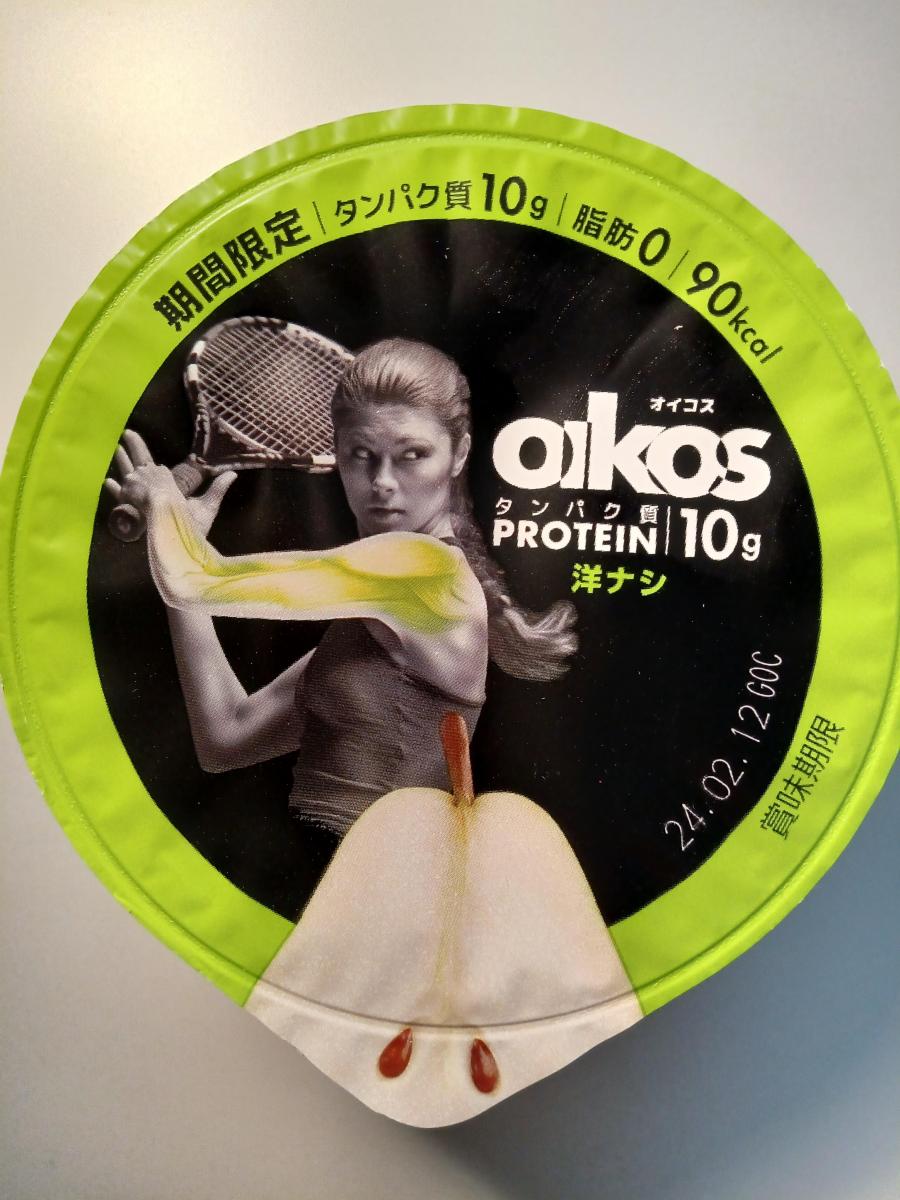 期間限定|タンパク質10g|脂肪0|90kcal
オイコス
oikos
タンパク質
PROTEIN|10g
洋ナシ
24.02.12 GOC
賞味期限